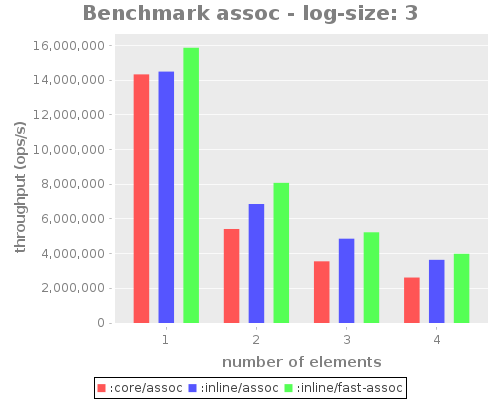 Benchmark assoc - log-size: 3
throughput (ops/s)
16,000,000
14,000,000
12,000,000
10,000,000
8,000,000
6,000,000
4,000,000
2,000,000
0
1 2 3 4
number of elements
:core/assoc :inline/assoc :inline/fast-assoc